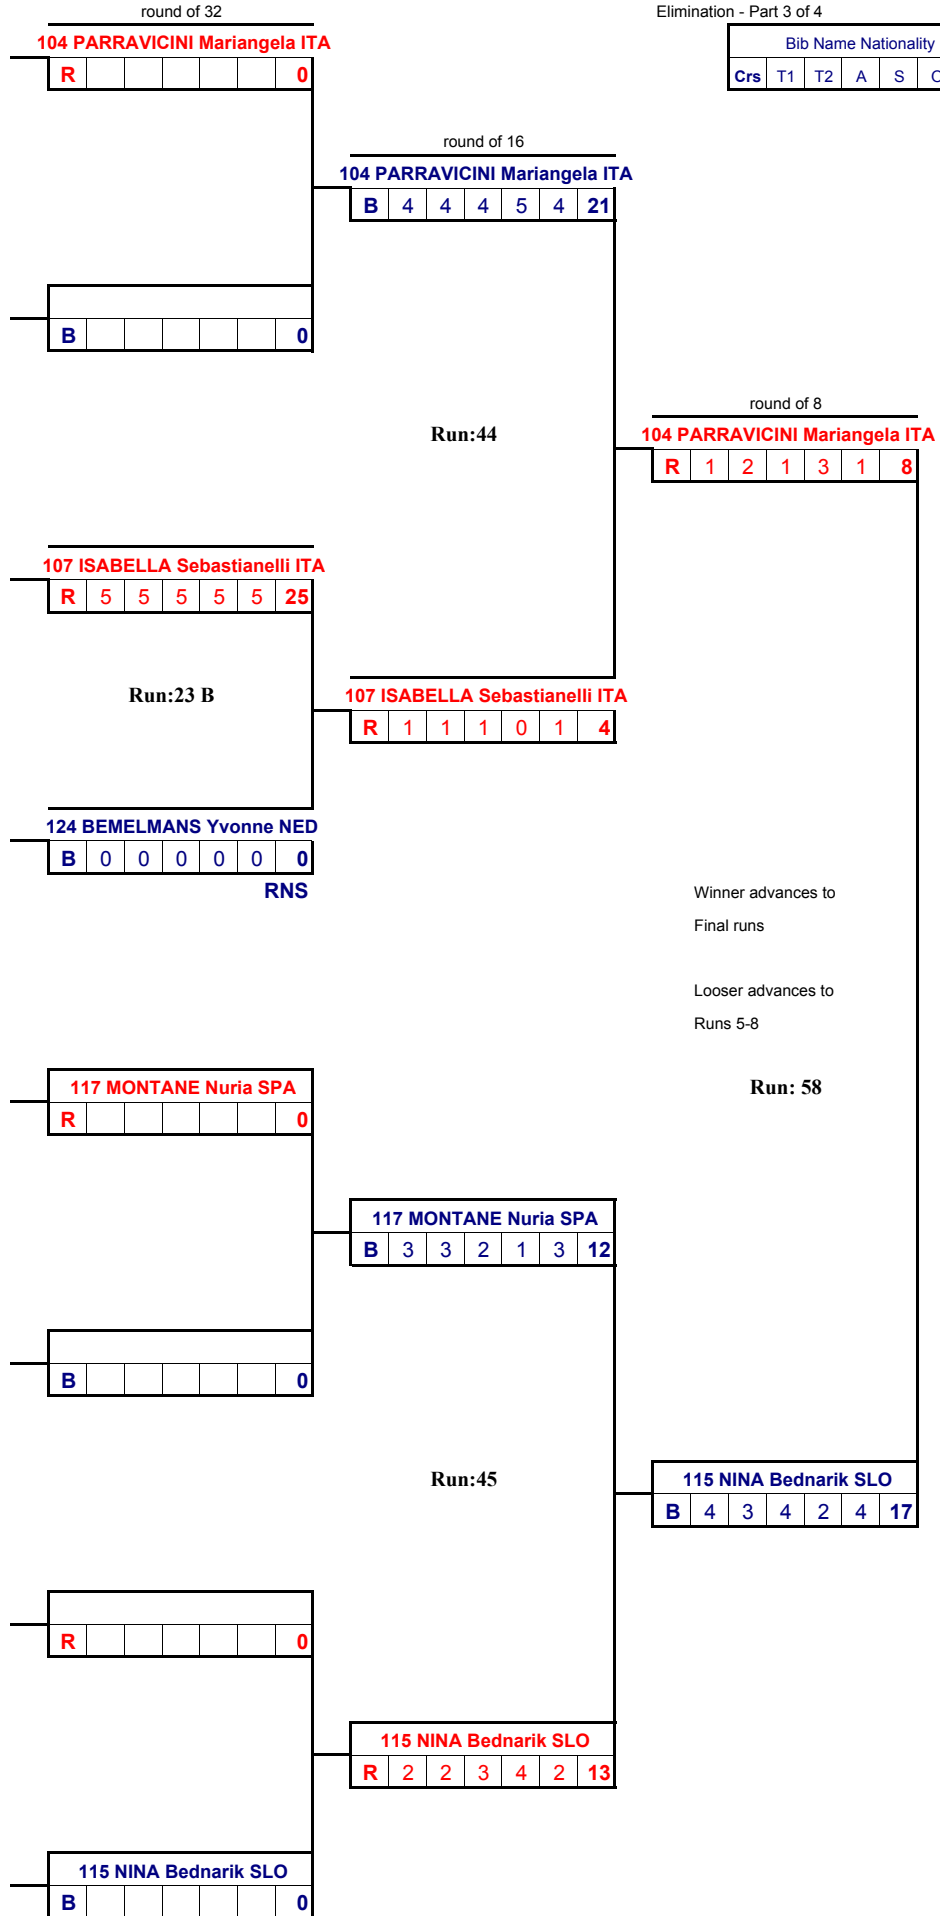 round of 32
Elimination - Part 3 of 4
104 PARRAVICINI Mariangela ITA
Bib Name Nationality
R 0
Crs T1 T2 A S
round of 16
104 PARRAVICINI Mariangela ITA
B 4 4 4 5 4 21
B 0
round of 8
Run:44
104 PARRAVICINI Mariangela ITA
R 1 2 1 3 1 8
107 ISABELLA Sebastianelli ITA
R 5 5 5 5 5 25
Run:23 B
107 ISABELLA Sebastianelli ITA
R 1 1 1 0 1 4
124 BEMELMANS Yvonne NED
B 0 0 0 0 0 0
RNS
Winner advances to
Final runs
Looser advances to
Runs 5-8
117 MONTANE Nuria SPA
Run: 58
R 0
117 MONTANE Nuria SPA
B 3 3 2 1 3 12
B 0
Run:45
115 NINA Bednarik SLO
B 4 3 4 2 4 17
R 0
115 NINA Bednarik SLO
R 2 2 3 4 2 13
115 NINA Bednarik SLO
B 0